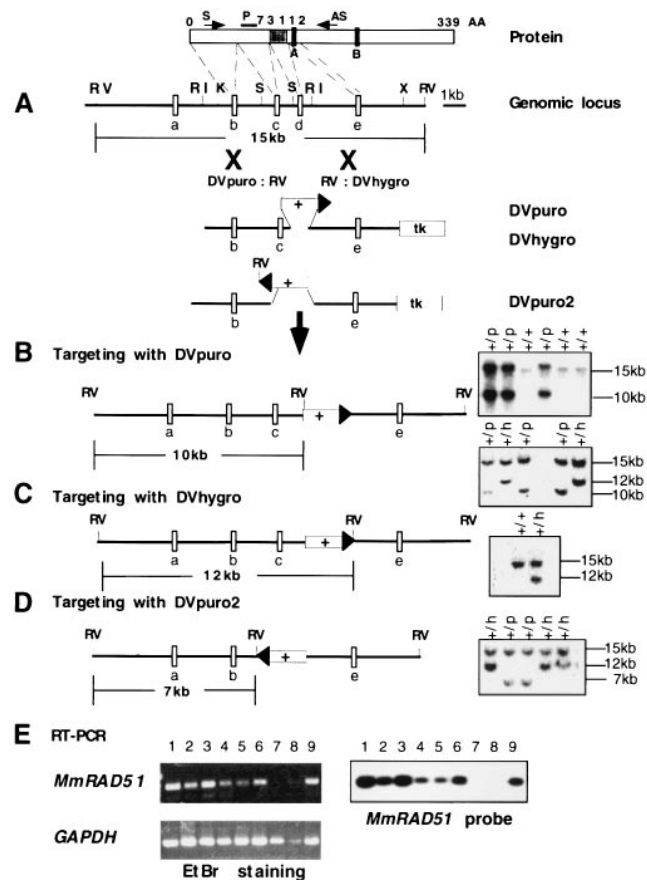 0 S P 7 3 1 1 2 AS 339 AA
Protein
A B
A
RV RI K S S RI X RV 1kb
Genomic locus
a b c d e
15kb
X X
DVpuro : RV RV : DVhygro
+
DVpuro
b c e tk
DVhygro
RV
+
b e tk
DVpuro2
B Targeting with DVpuro
+/p +/p +/+ +/p +/+ +/+
15kb
10kb
RV RV RV
+
a b c e
10kb
+/p +/h +/p +/p +/h
15kb
12kb
10kb
C Targeting with DVhygro
RV RV RV
+
a b c e
12kb
+/+ +/h
15kb
12kb
D Targeting with DVpuro2
RV RV RV
+
a b e
7kb
+/h +/p +/p +/h +/h
15kb
12kb
7kb
E RT-PCR
1 2 3 4 5 6 7 8 9
1 2 3 4 5 6 7 8 9
MmRAD51
MmRAD51 probe
GAPDH
EtBr staining